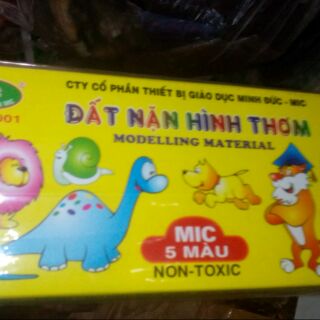 CTY CỔ PHẦN THIẾT BỊ GIÁO DỤC MINH ĐỨC - MIC
ĐẤT NẶN HÌNH THƠM
MODELLING MATERIAL
MIC
5 MÀU
NON-TOXIC